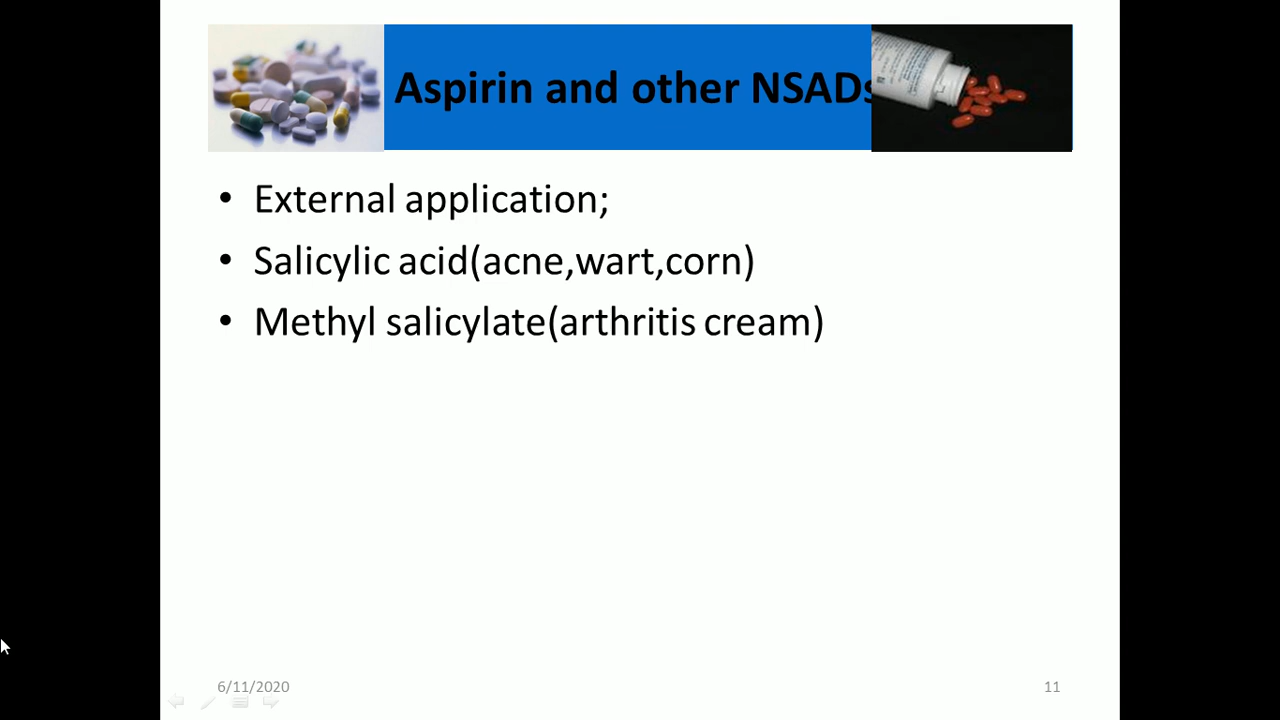 Aspirin and other NSADs
• External application;
• Salicylic acid(acne,wart,corn)
• Methyl salicylate(arthritis cream)
6/11/2020
11